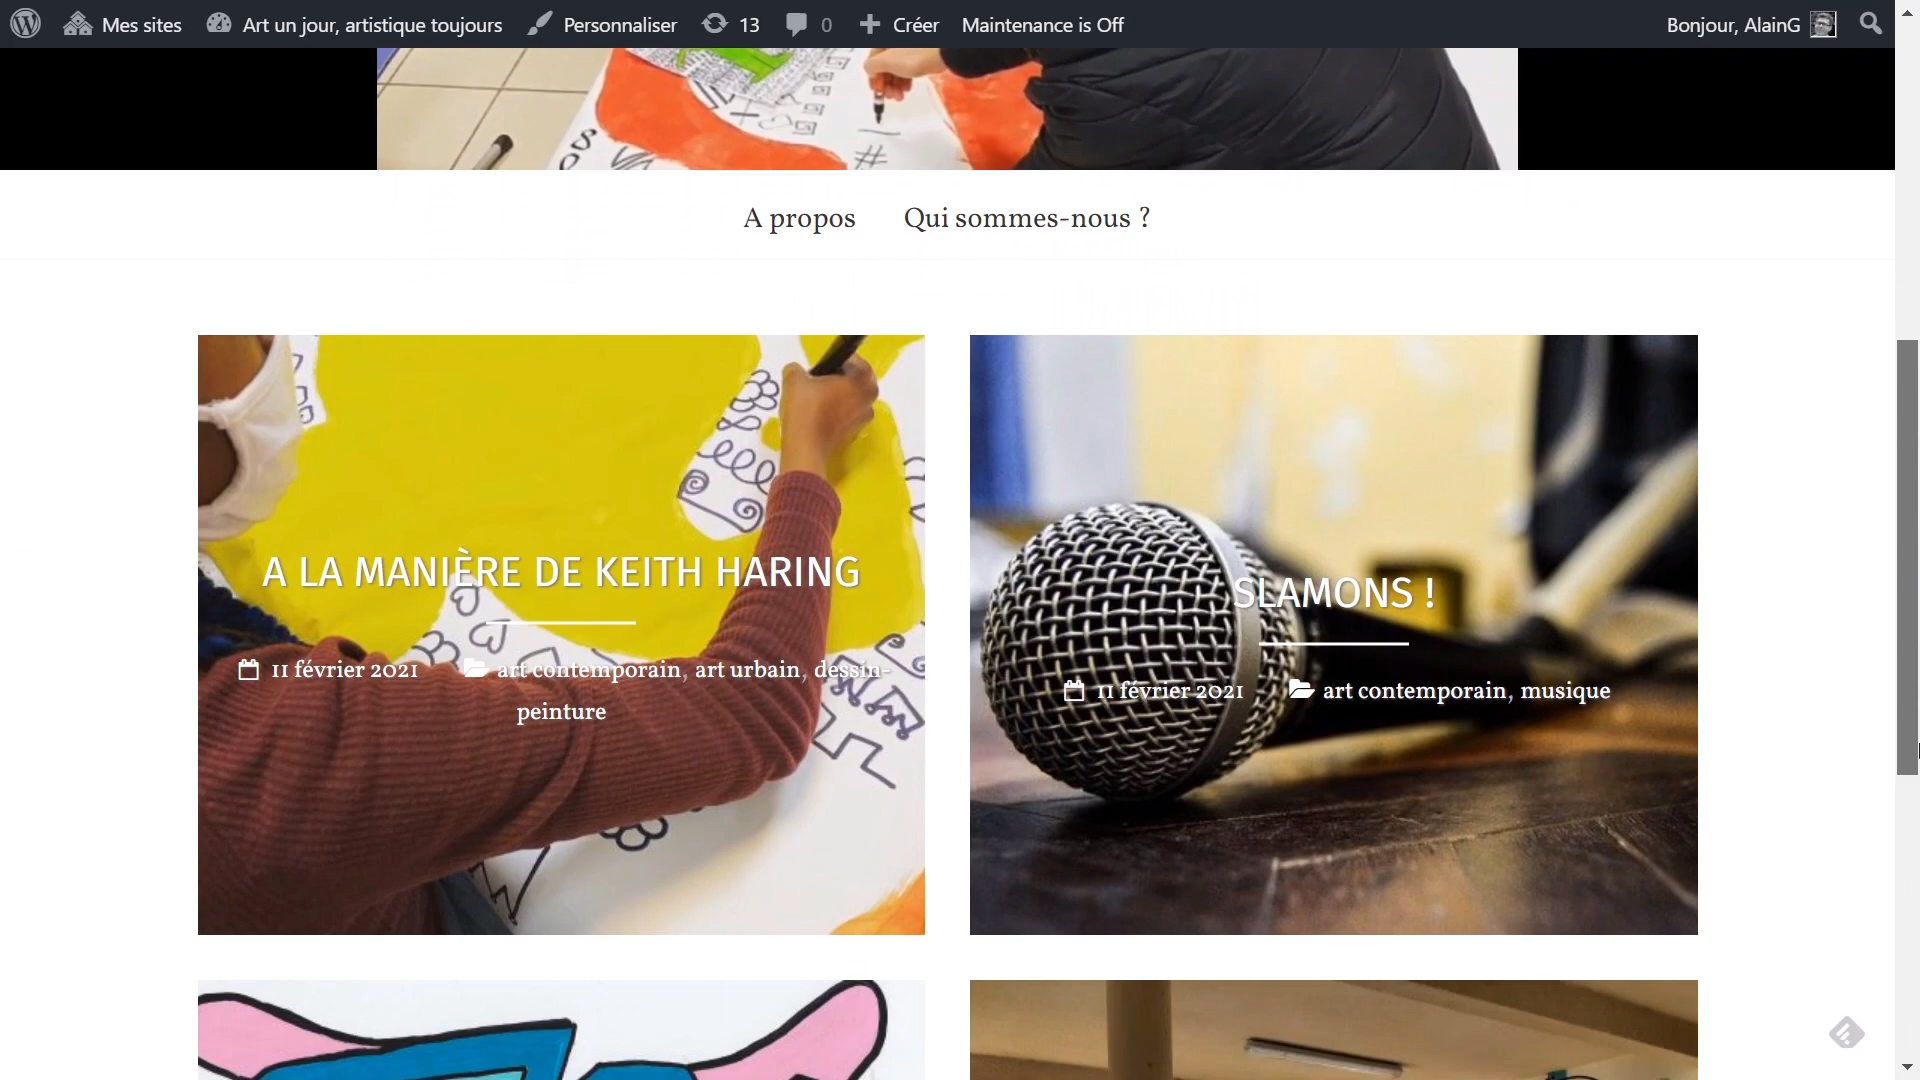 Mes sites Art un jour, artistique toujours Personnaliser 13 0 Créer Maintenance is Off Bonjour, AlainG
A propos Qui sommes-nous ?
A LA MANIÈRE DE KEITH HARING
11 février 2021 art contemporain, art urbain, dessin-
peinture
SLAMONS !
11 février 2021 art contemporain, musique